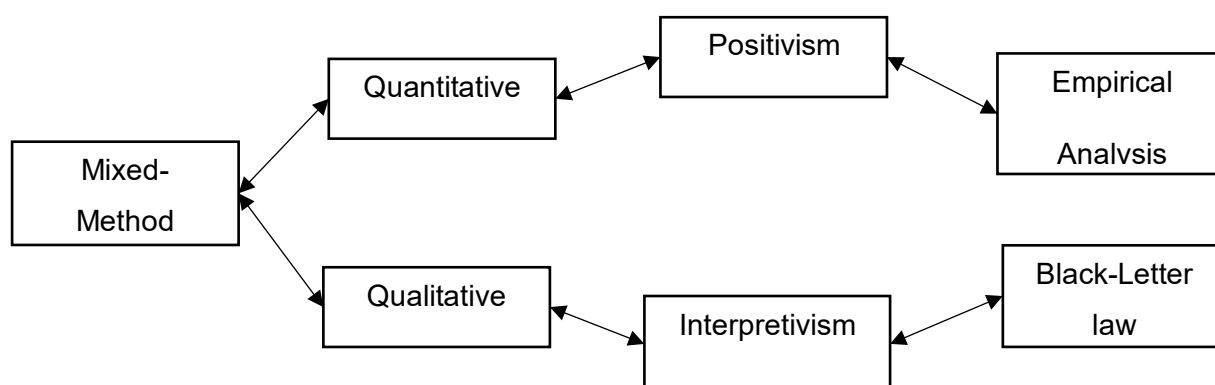 Positivism
Quantitative
Empirical
Analysis
Mixed-
Method
Qualitative
Interpretivism
Black-Letter
law